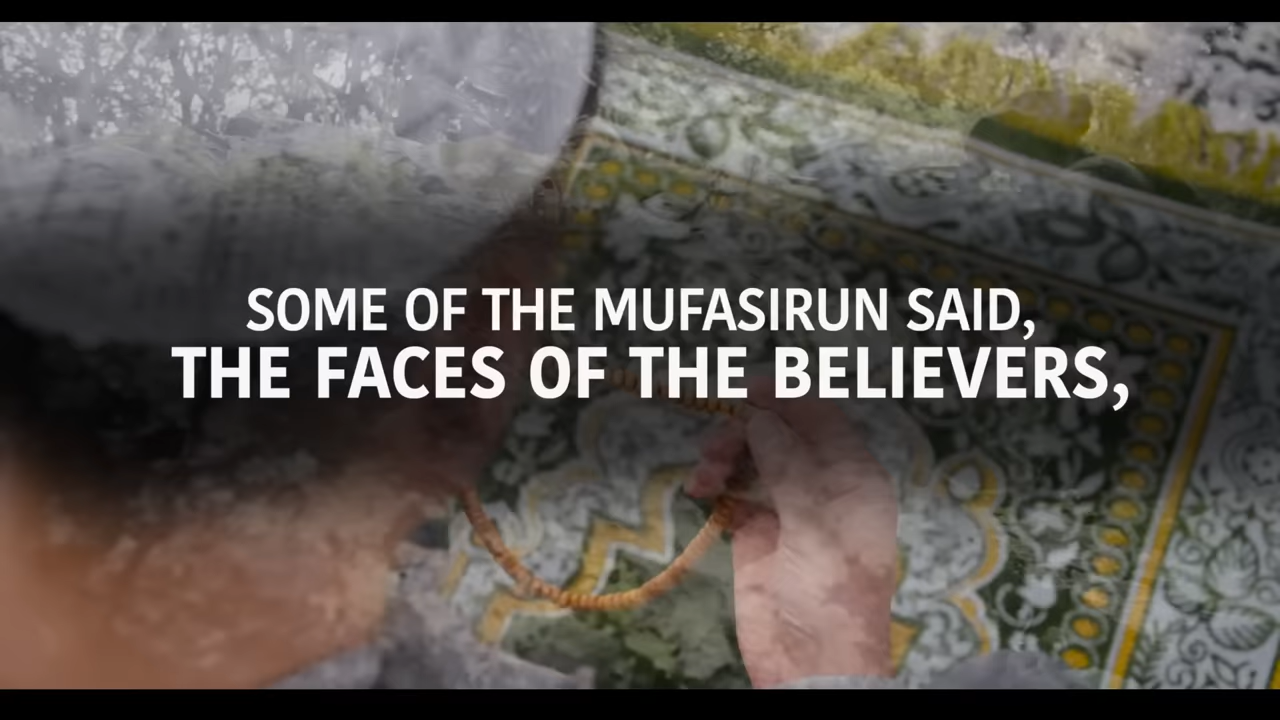 SOME OF THE MUFASIRUN SAID,
THE FACES OF THE BELIEVERS,